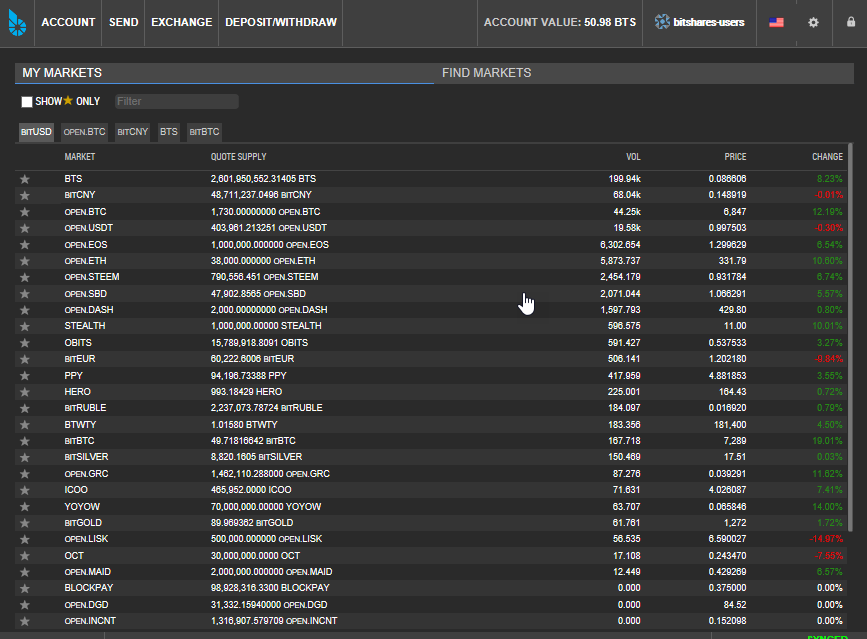 ACCOUNT SEND EXCHANGE DEPOSIT/WITHDRAW ACCOUNT VALUE: 50.98 BTS bitshares-users
MY MARKETS FIND MARKETS
SHOW ★ ONLY Filter
BITUSD OPEN.BTC BITCNY BTS BITBTC
MARKET QUOTE SUPPLY VOL PRICE CHANGE
BTS 2,601,950,552.31405 BTS 199.94k 0.086606 8.23%
BITCNY 48,711,237.0496 BITCNY 68.04k 0.148919 -0.01%
OPEN.BTC 1,730.00000000 OPEN.BTC 44.25k 6,847 12.19%
OPEN.USDT 403,961.213251 OPEN.USDT 19.58k 0.997503 -0.30%
OPEN.EOS 1,000,000.000000 OPEN.EOS 6,302.654 1.299629 6.54%
OPEN.ETH 38,000.000000 OPEN.ETH 5,873.737 331.79 10.60%
OPEN.STEEM 790,556.451 OPEN.STEEM 2,454.179 0.931784 6.74%
OPEN.SBD 47,902.8565 OPEN.SBD 2,071.044 1.066291 5.57%
OPEN.DASH 2,000.00000000 OPEN.DASH 1,597.793 429.80 0.80%
STEALTH 1,000,000.00000 STEALTH 596.575 11.00 10.01%
OBITS 15,789,918.8091 OBITS 591.427 0.537533 3.27%
BITEUR 60,222.6006 BITEUR 506.141 1.202180 -9.84%
PPY 94,196.73388 PPY 417.959 4.881853 3.55%
HERO 993.18429 HERO 225.001 164.43 0.72%
BITRUBLE 2,237,073.78724 BITRUBLE 184.097 0.016920 0.79%
BTWTY 1.01580 BTWTY 183.356 181,400 4.50%
BITBTC 49.71816642 BITBTC 167.718 7,289 19.01%
BITSILVER 8,820.1605 BITSILVER 150.469 17.51 0.03%
OPEN.GRC 1,462,110.288000 OPEN.GRC 87.276 0.039291 11.62%
ICOO 465,952.0000 ICOO 71.631 4.026087 7.41%
YOYOW 70,000,000.00000 YOYOW 63.707 0.065846 14.00%
BITGOLD 89.969362 BITGOLD 61.761 1,272 1.72%
OPEN.LISK 500,000.000000 OPEN.LISK 56.535 6.590027 -14.97%
OCT 30,000,000.0000 OCT 17.108 0.243470 -7.55%
OPEN.MAID 2,000,000.000000 OPEN.MAID 12.449 0.429269 6.57%
BLOCKPAY 98,928,316.3300 BLOCKPAY 0.000 0.375000 0.00%
OPEN.DGD 31,332.15940000 OPEN.DGD 0.000 84.52 0.00%
OPEN.INCNT 1,316,907.579709 OPEN.INCNT 0.000 0.152098 0.00%